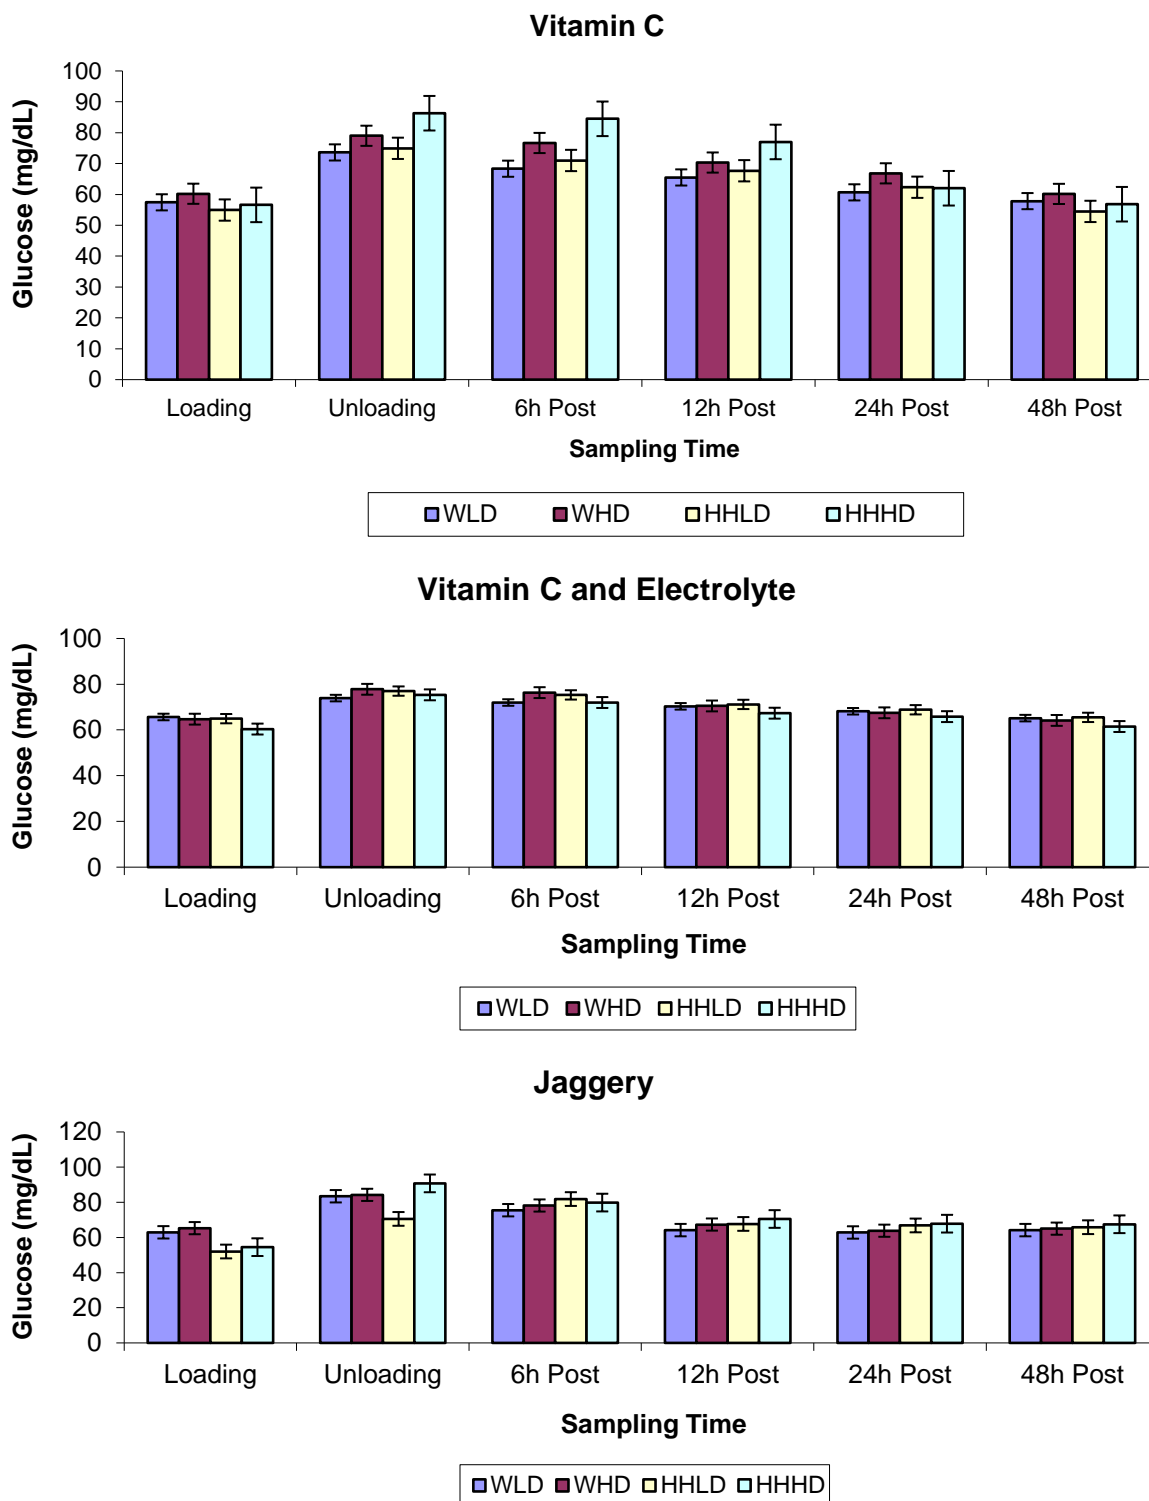 Vitamin C
100
90
80
70
60
50
40
30
20
10
0
Glucose (mg/dL)
Loading Unloading 6h Post 12h Post 24h Post 48h Post
Sampling Time
WLD WHD HHLD HHHD
Vitamin C and Electrolyte
100
80
60
40
20
0
Glucose (mg/dL)
Loading Unloading 6h Post 12h Post 24h Post 48h Post
Sampling Time
WLD WHD HHLD HHHD
Jaggery
120
100
80
60
40
20
0
Glucose (mg/dL)
Loading Unloading 6h Post 12h Post 24h Post 48h Post
Sampling Time
WLD WHD HHLD HHHD